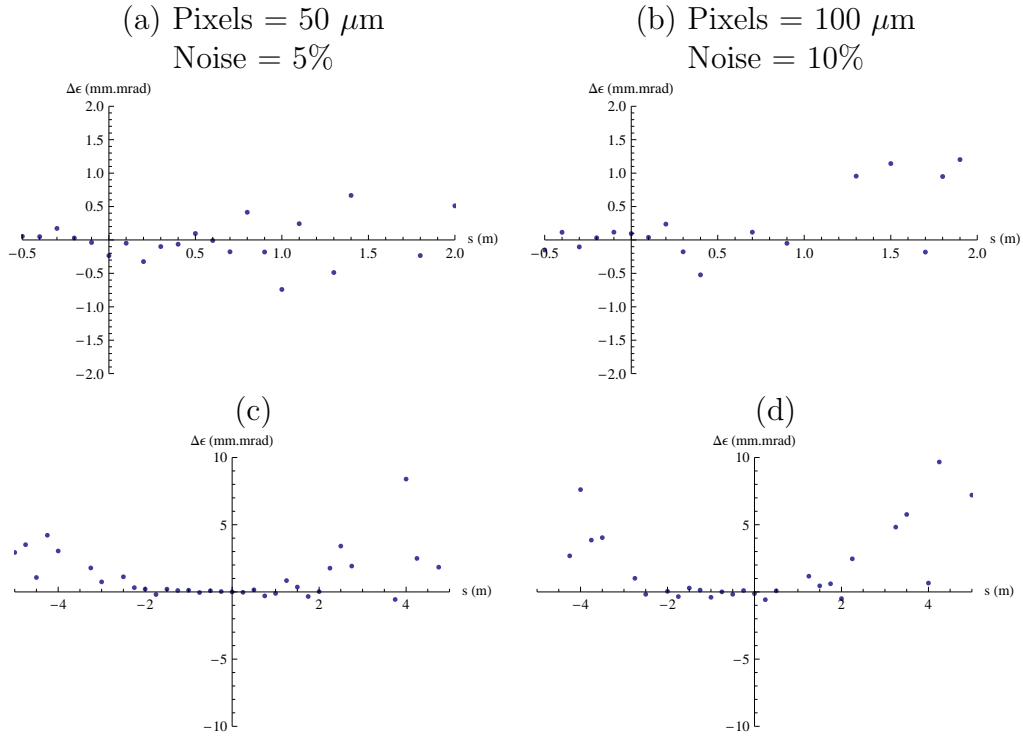 (a) Pixels = 50 μm
Noise = 5%
(b) Pixels = 100 μm
Noise = 10%
Δϵ (mm.mrad)
2.0
1.5
1.0
0.5
−0.5 0.5 1.0 1.5 2.0 s (m)
−0.5
−1.0
−1.5
−2.0
Δϵ (mm.mrad)
2.0
1.5
1.0
0.5
−0.5 0.5 1.0 1.5 2.0 s (m)
−0.5
−1.0
−1.5
−2.0
(c)
Δϵ (mm.mrad)
10
5
−4 −2 2 4 s (m)
−5
−10
(d)
Δϵ (mm.mrad)
10
5
−4 −2 2 4 s (m)
−5
−10